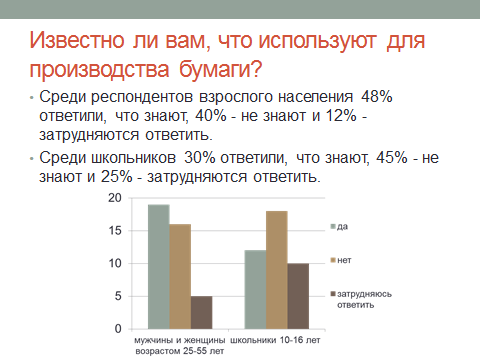 Известно ли вам, что используют для
производства бумаги?
• Среди респондентов взрослого населения 48%
ответили, что знают, 40% - не знают и 12% -
затрудняются ответить.
• Среди школьников 30% ответили, что знают, 45% - не
знают и 25% - затрудняются ответить.
20
15
10
5
0
мужчины и женщины
возрастом 25-55 лет
школьники 10-16 лет
да
нет
затрудняюсь
ответить